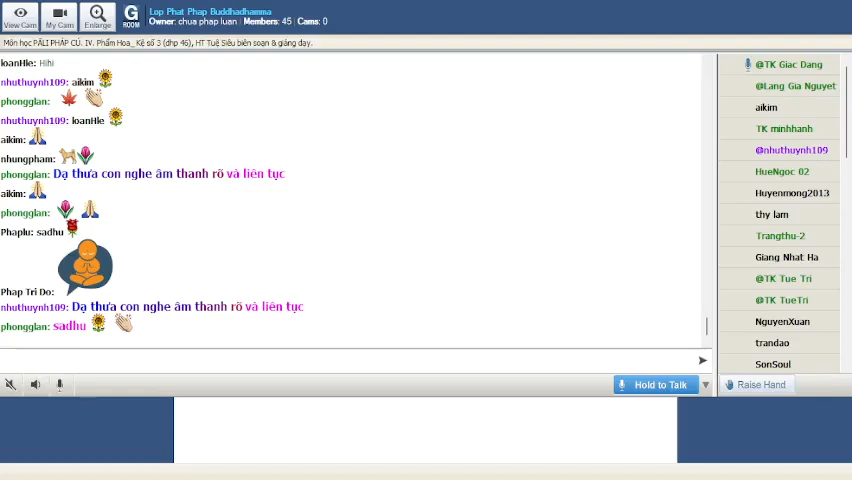 Lop Phat Phap Buddhadhamma
Owner: chua phap luan Members: 45 Cams: 0
View Cam My Cam Enlarge G ROOM
Môn học PĀLI PHÁP CÚ. IV. Phẩm Hoa_ Kệ số 3 (dhp 46), HT Tuệ Siêu biên soạn & giảng dạy.
ioanHie: Hihi
nhuthuynh109: aikim
phongglan:
nhuthuynh109: ioanHie
aikim:
nhungpham:
phongglan: Dạ thưa con nghe âm thanh rõ và liên tục
aikim:
phongglan:
Phaplu: sadhu
Phap Tri Do:
nhuthuynh109: Dạ thưa con nghe âm thanh rõ và liên tục
phongglan: sadhu
Hold to Talk
@TK Giac Dang
@Lang Gia Nguyet
aikim
TK minhhanh
@nhuthuynh109
HueNgoc 02
Huyenmong2013
thy lam
Trangthu-2
Giang Nhat Ha
@TK Tue Tri
@TK TueTri
NguyenXuan
trandao
SonSoul
Raise Hand